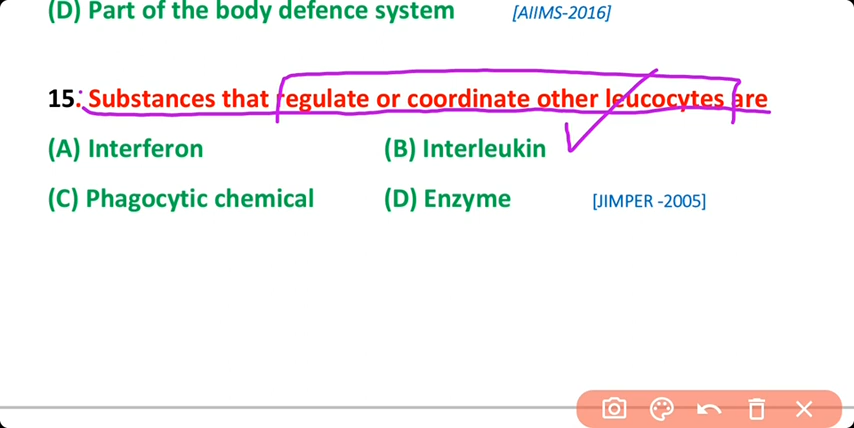 (D) Part of the body defence system [AIIMS-2016]
15. Substances that regulate or coordinate other leucocytes are
(A) Interferon (B) Interleukin
(C) Phagocytic chemical (D) Enzyme [JIMPER -2005]